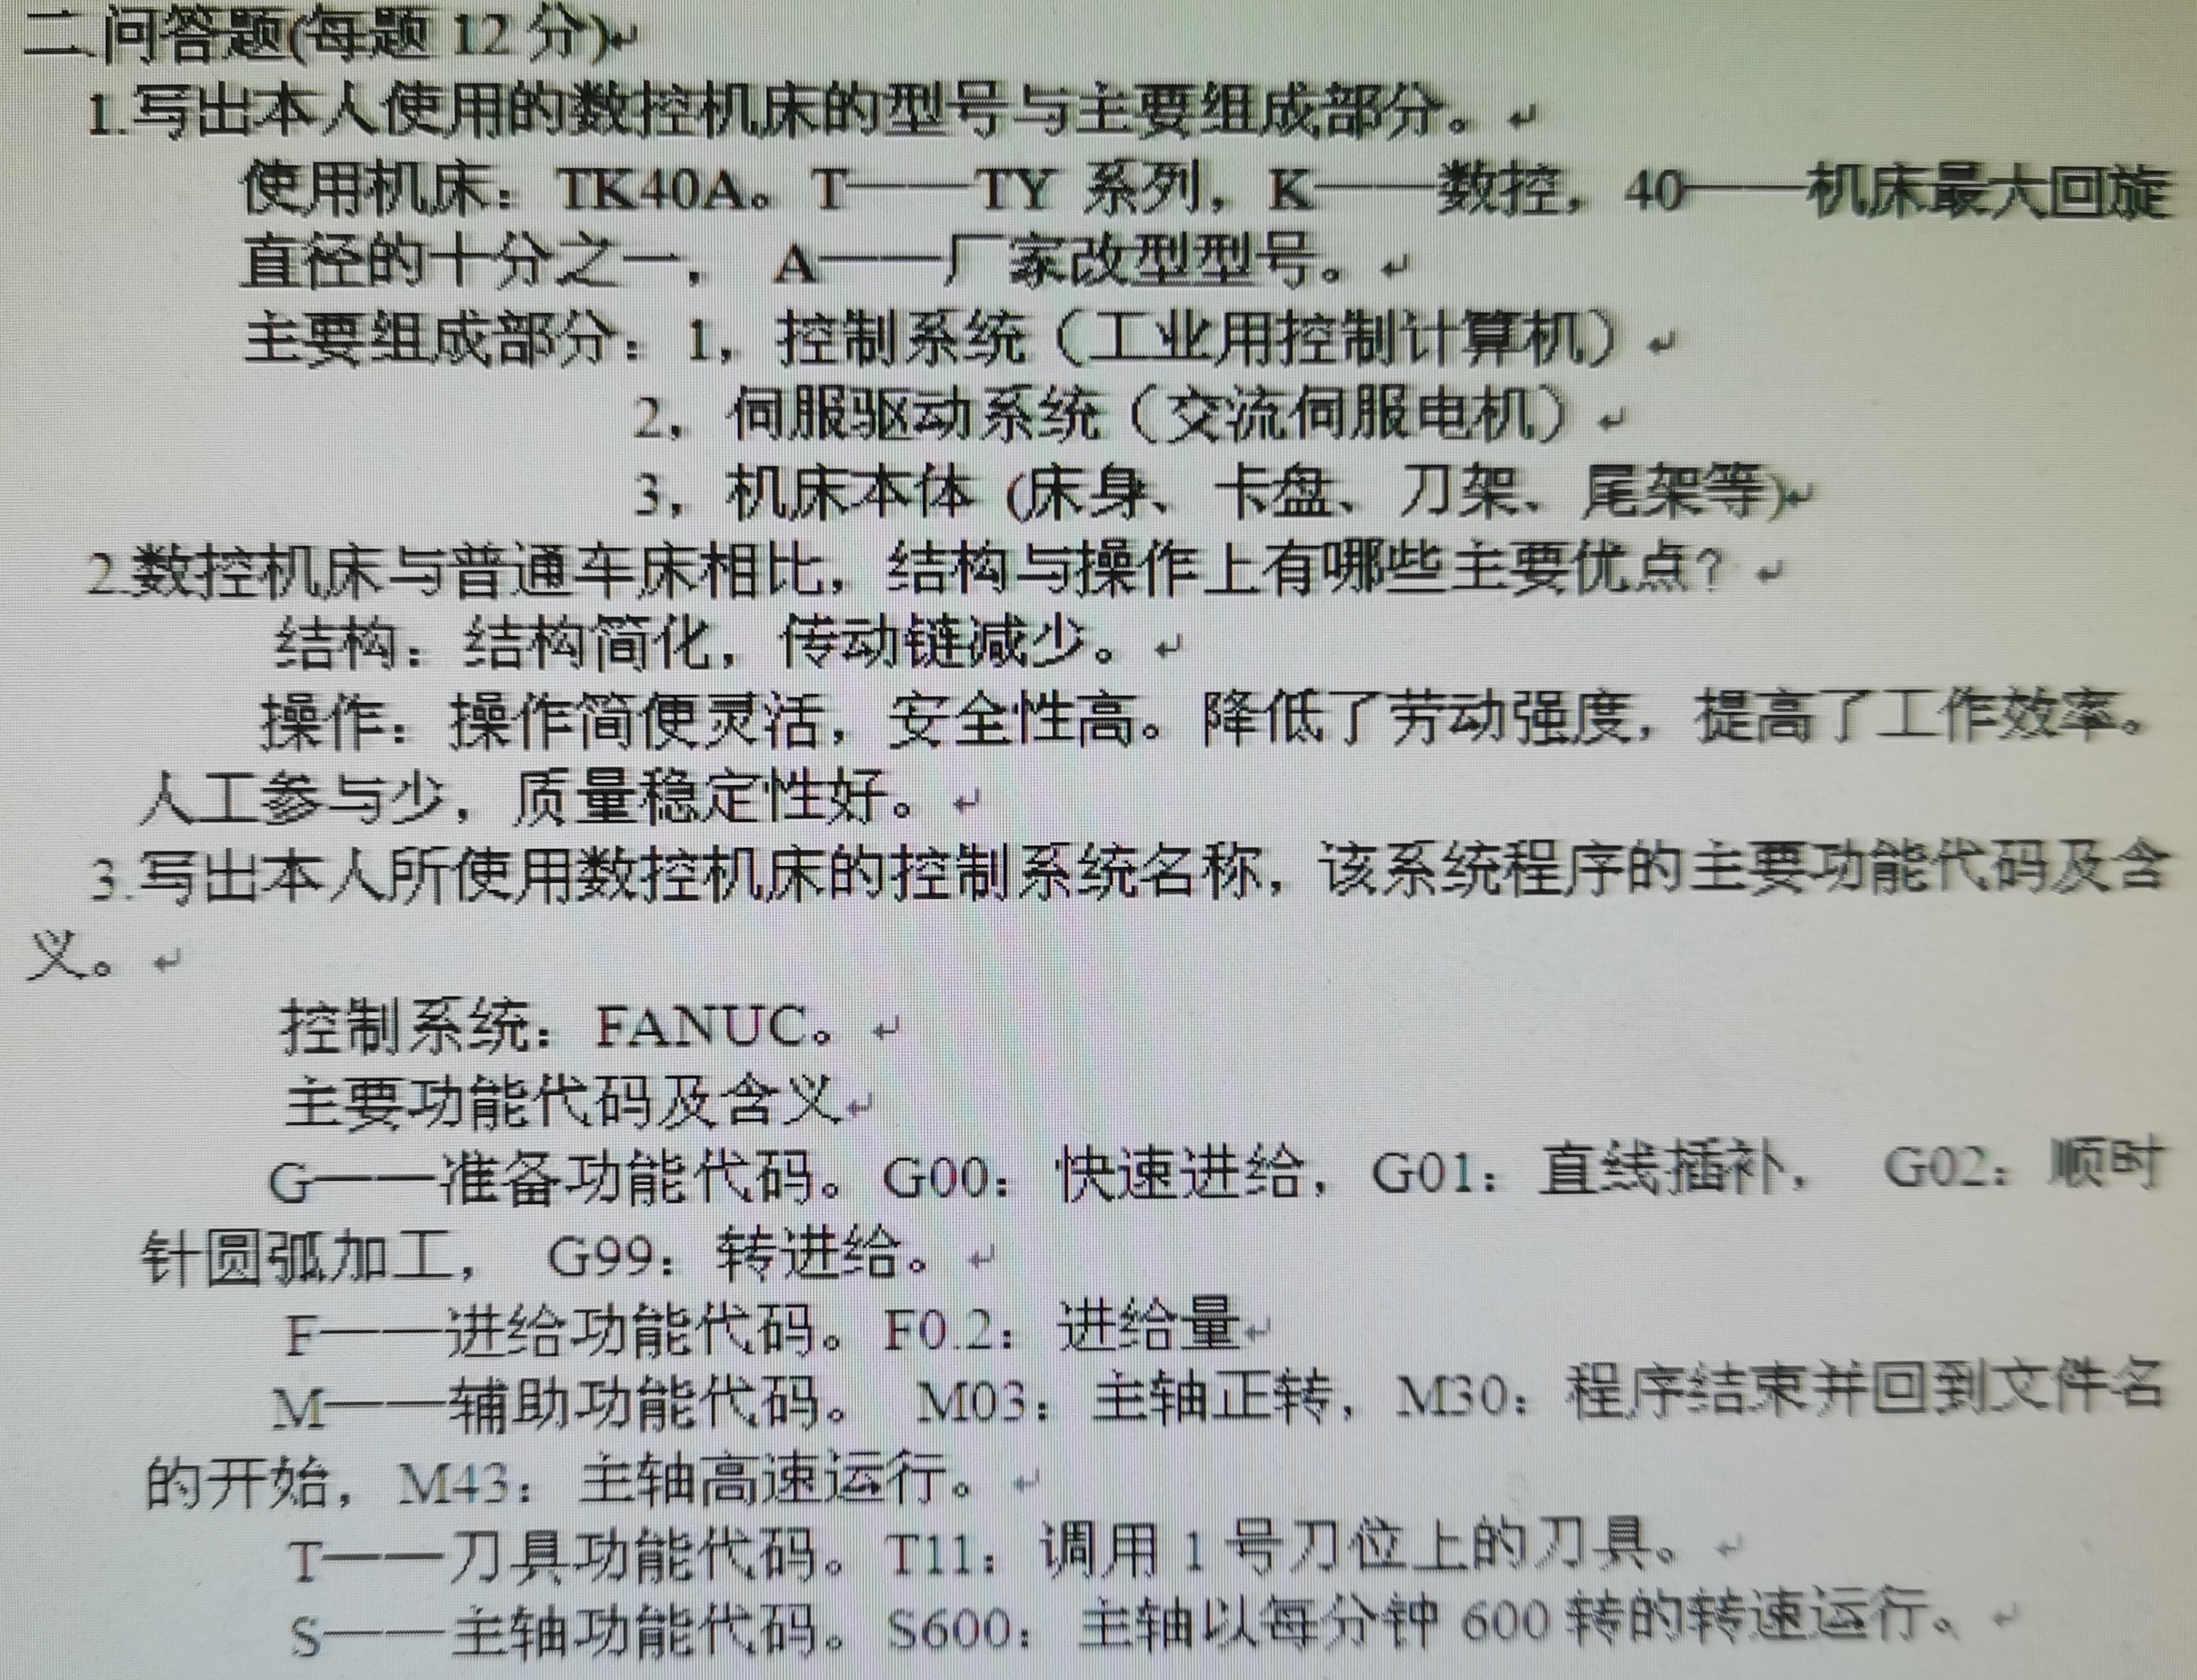 二.问答题(每题 12 分)
1.写出本人使用的数控机床的型号与主要组成部分。
使用机床：TK40A。T——TY 系列，K——数控，40——机床最大回旋
直径的十分之一， A——厂家改型型号。
主要组成部分：1，控制系统（工业用控制计算机）
2，伺服驱动系统（交流伺服电机）
3，机床本体 (床身、卡盘、刀架、尾架等)
2.数控机床与普通车床相比，结构与操作上有哪些主要优点？
结构：结构简化，传动链减少。
操作：操作简便灵活，安全性高。降低了劳动强度，提高了工作效率。
人工参与少，质量稳定性好。
3.写出本人所使用数控机床的控制系统名称，该系统程序的主要功能代码及含
义。
控制系统：FANUC。
主要功能代码及含义
G——准备功能代码。G00：快速进给，G01：直线插补， G02：顺时
针圆弧加工， G99：转进给。
F——进给功能代码。F0.2：进给量
M——辅助功能代码。 M03：主轴正转，M30：程序结束并回到文件名
的开始，M43：主轴高速运行。
T——刀具功能代码。T11：调用 1 号刀位上的刀具。
S——主轴功能代码。S600：主轴以每分钟 600 转的转速运行。